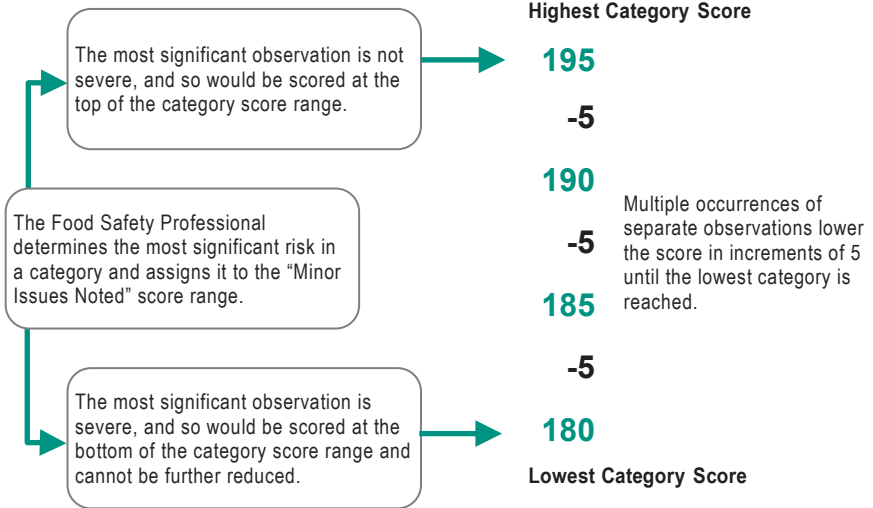 Highest Category Score
The most significant observation is not
severe, and so would be scored at the
top of the category score range.
195
-5
190
The Food Safety Professional
determines the most significant risk in
a category and assigns it to the “Minor
Issues Noted” score range.
-5
Multiple occurrences of
separate observations lower
the score in increments of 5
until the lowest category is
reached.
185
-5
The most significant observation is
severe, and so would be scored at the
bottom of the category score range and
cannot be further reduced.
180
Lowest Category Score